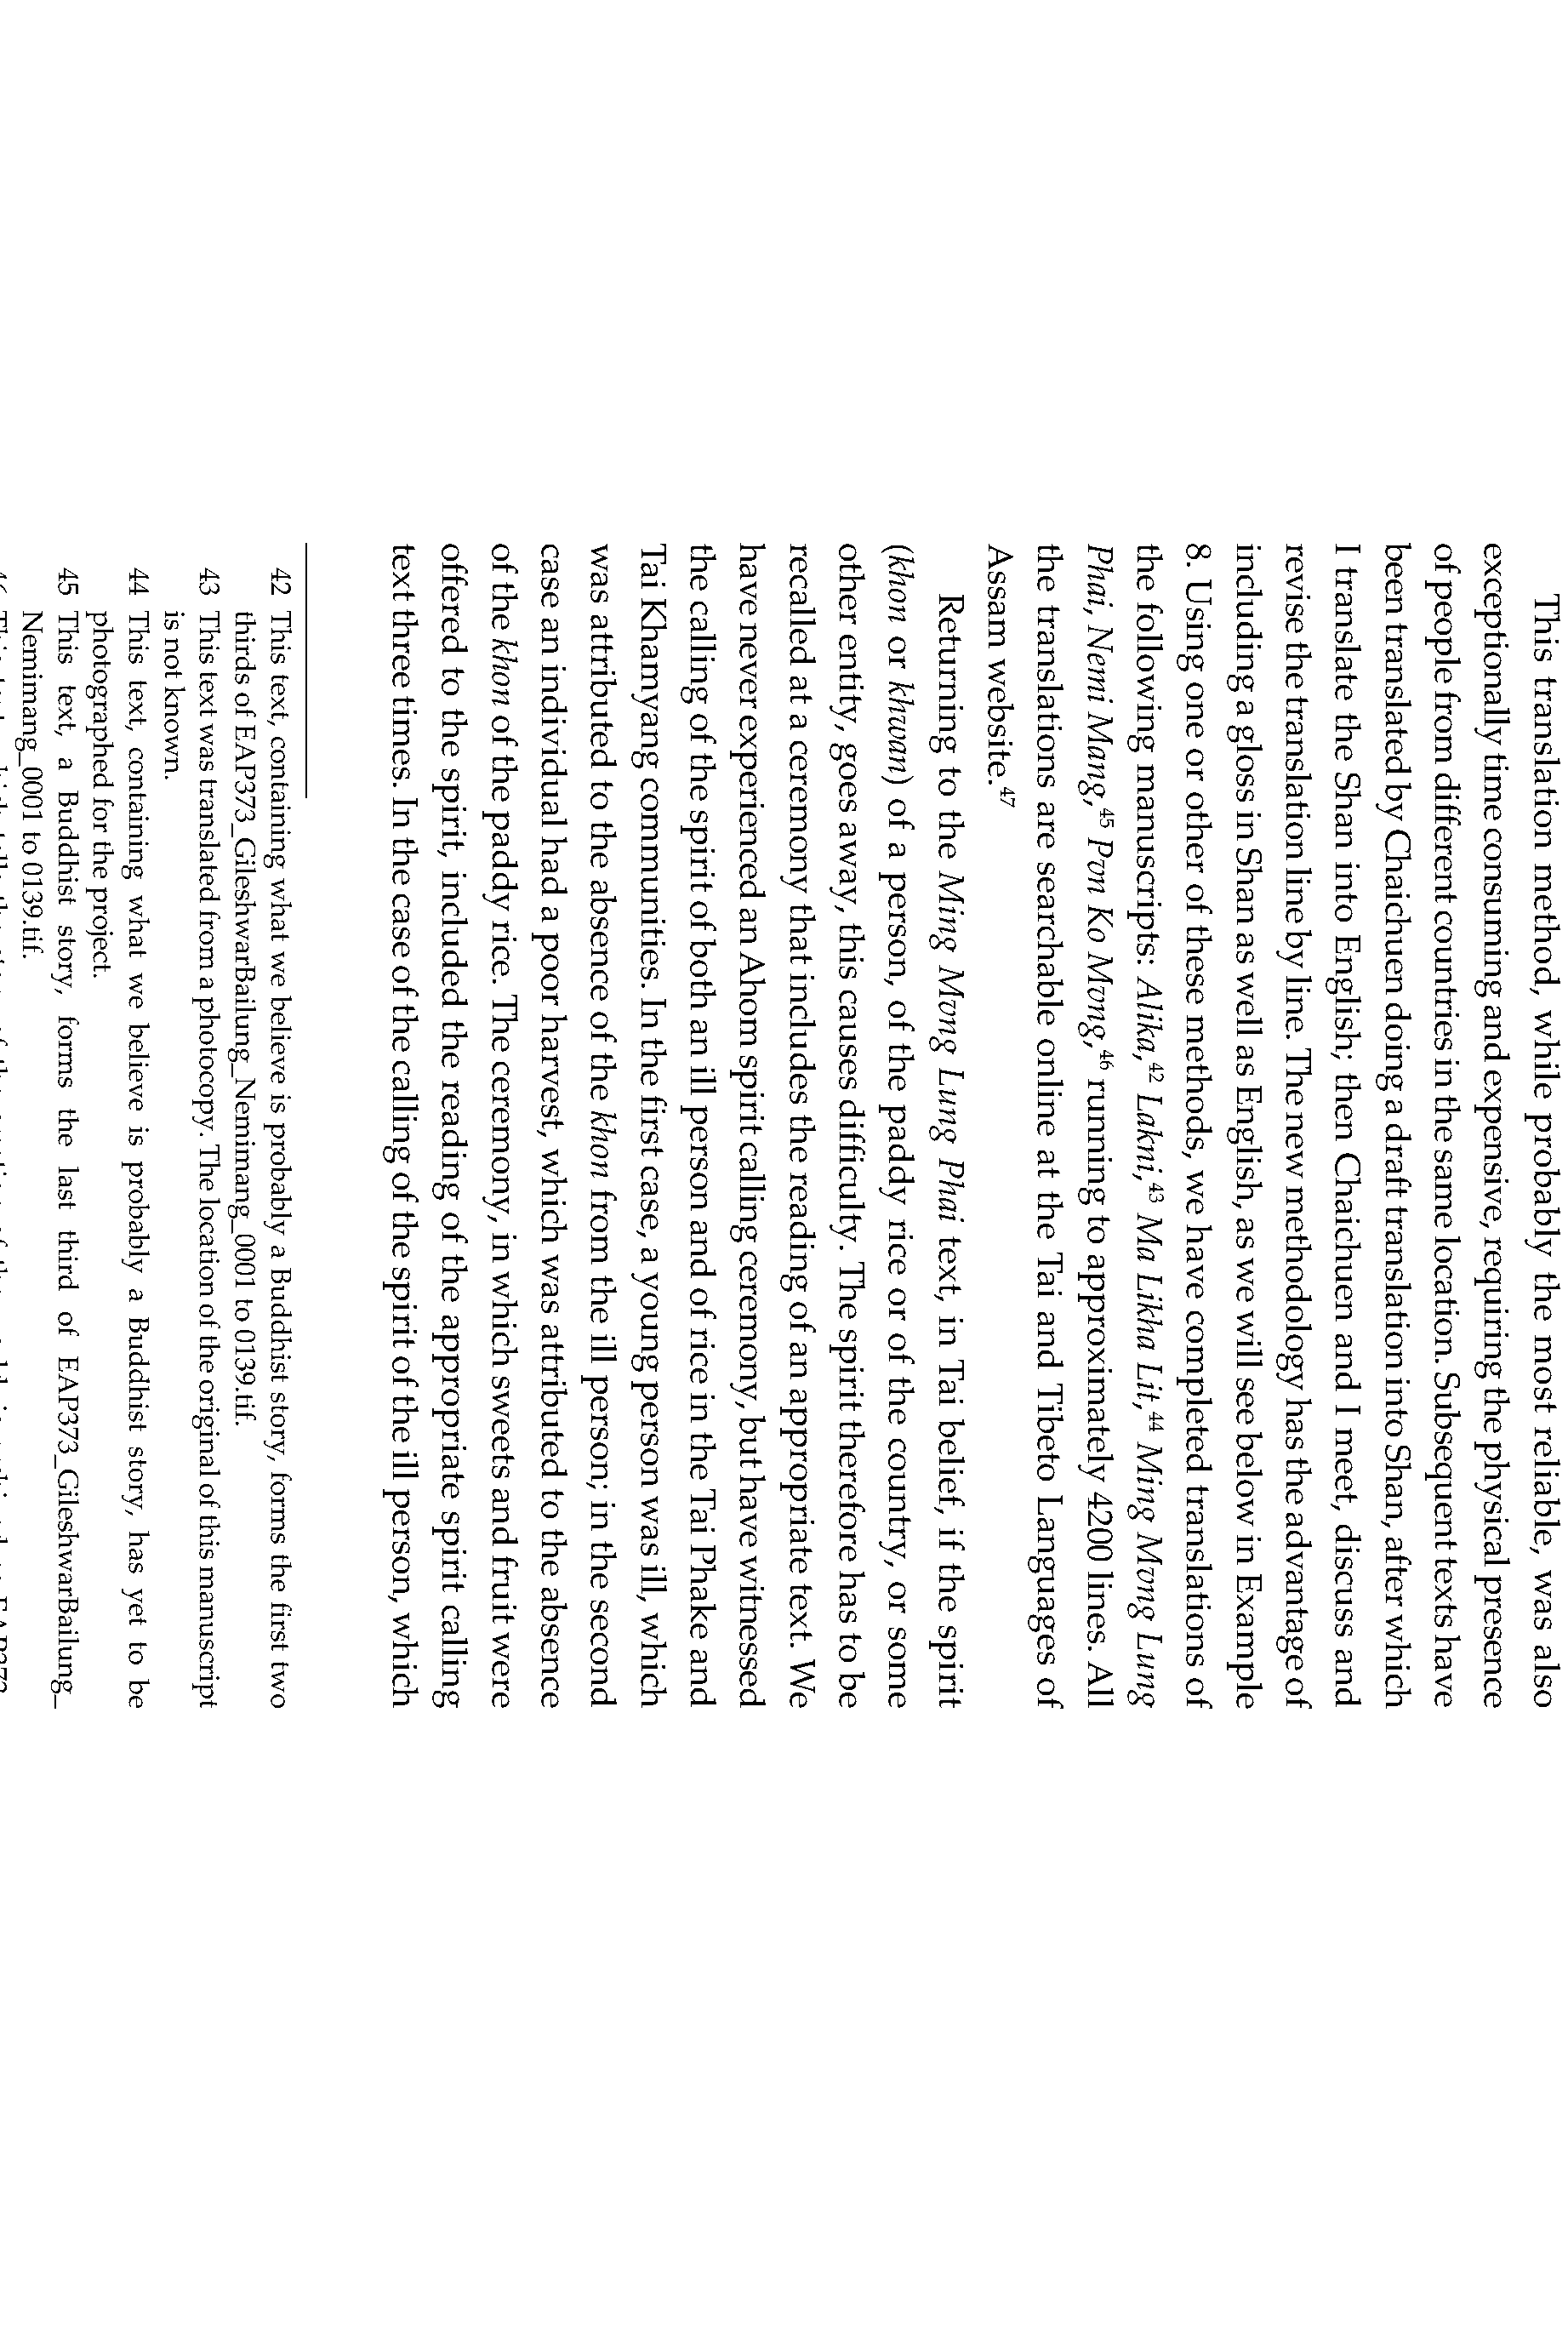 This translation method, while probably the most reliable, was also
exceptionally time consuming and expensive, requiring the physical presence
of people from different countries in the same location. Subsequent texts have
been translated by Chaichuen doing a draft translation into Shan, after which
I translate the Shan into English; then Chaichuen and I meet, discuss and
revise the translation line by line. The new methodology has the advantage of
including a gloss in Shan as well as English, as we will see below in Example
8. Using one or other of these methods, we have completed translations of
the following manuscripts: Alika,42 Lakni,43 Ma Likha Lit,44 Ming Mɒng Lung
Phai, Nemi Mang,45 Pɒn Ko Mɒng,46 running to approximately 4200 lines. All
the translations are searchable online at the Tai and Tibeto Languages of
Assam website.47
Returning to the Ming Mɒng Lung Phai text, in Tai belief, if the spirit
(khon or khwan) of a person, of the paddy rice or of the country, or some
other entity, goes away, this causes difficulty. The spirit therefore has to be
recalled at a ceremony that includes the reading of an appropriate text. We
have never experienced an Ahom spirit calling ceremony, but have witnessed
the calling of the spirit of both an ill person and of rice in the Tai Phake and
Tai Khamyang communities. In the first case, a young person was ill, which
was attributed to the absence of the khon from the ill person; in the second
case an individual had a poor harvest, which was attributed to the absence
of the khon of the paddy rice. The ceremony, in which sweets and fruit were
offered to the spirit, included the reading of the appropriate spirit calling
text three times. In the case of the calling of the spirit of the ill person, which
42 This text, containing what we believe is probably a Buddhist story, forms the first two
thirds of EAP373_GileshwarBailung_Nemimang_0001 to 0139.tif.
43 This text was translated from a photocopy. The location of the original of this manuscript
is not known.
44 This text, containing what we believe is probably a Buddhist story, has yet to be
photographed for the project.
45 This text, a Buddhist story, forms the last third of EAP373_GileshwarBailung_
Nemimang_0001 to 0139.tif.